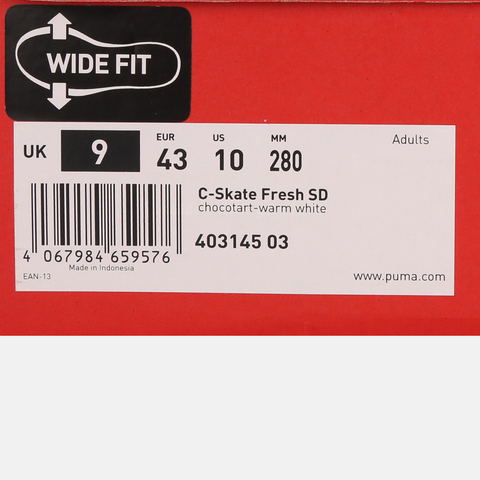 WIDE FIT
Adults
EUR US MM
UK 9 43 10 280
C-Skate Fresh SD
chocotart-warm white
403145 03
4 067984 659576
Made in Indonesia
EAN-13
www.puma.com